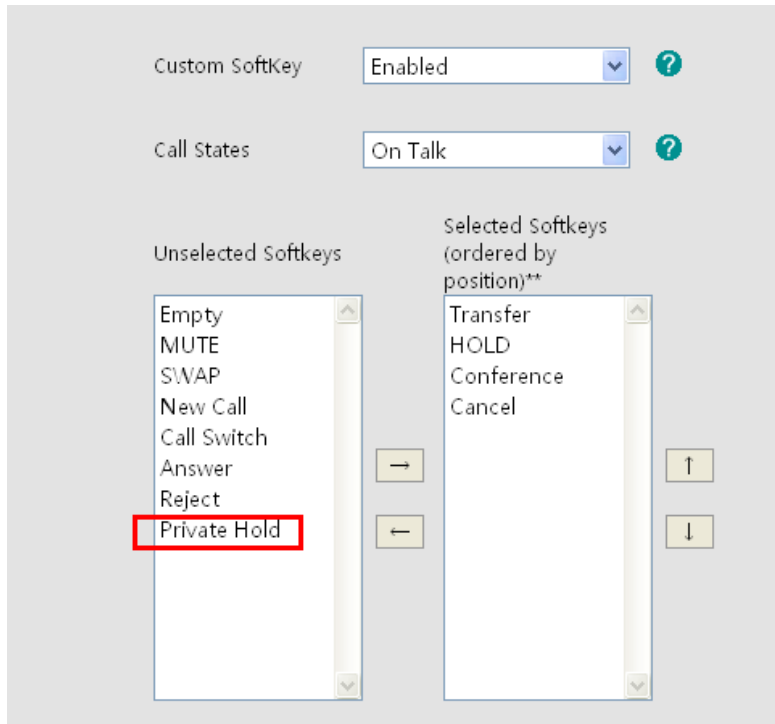 Custom SoftKey
Enabled
?
Call States
On Talk
?
Unselected Softkeys
Selected Softkeys
(ordered by
position)**
Empty
MUTE
SWAP
New Call
Call Switch
Answer
Reject
Private Hold
→
←
Transfer
HOLD
Conference
Cancel
↑
↓